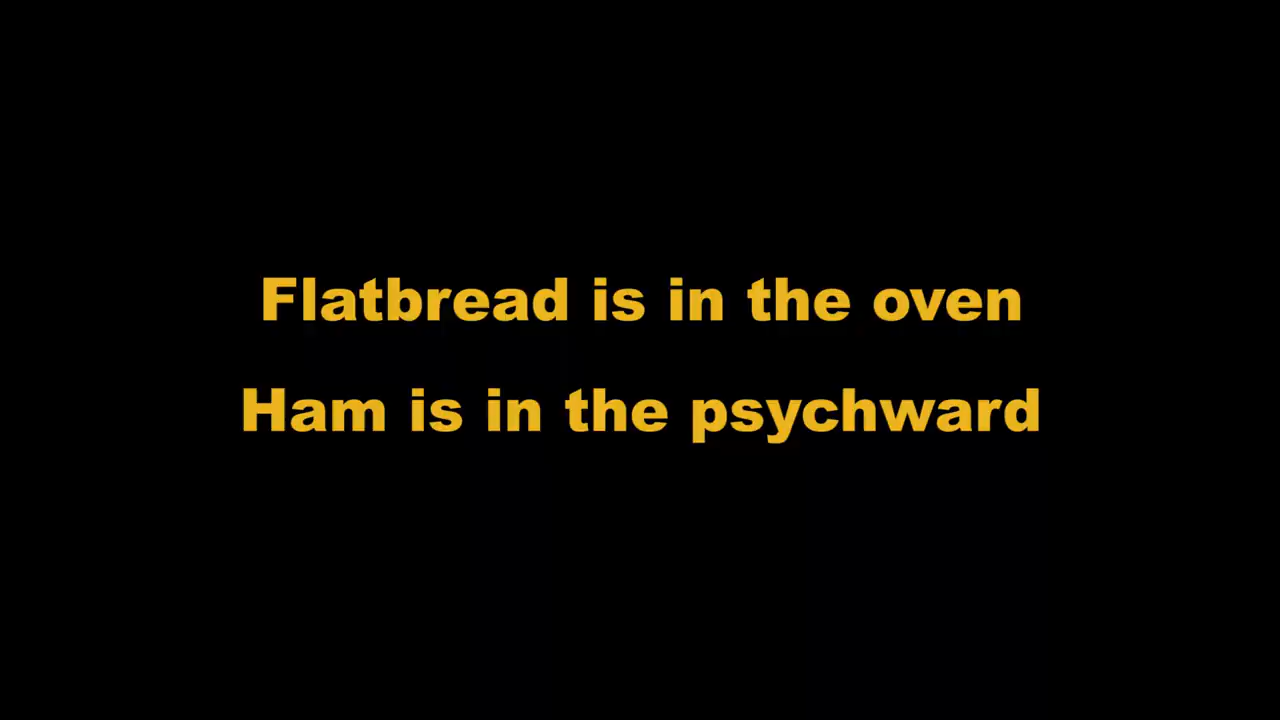 Flatbread is in the oven
Ham is in the psychward